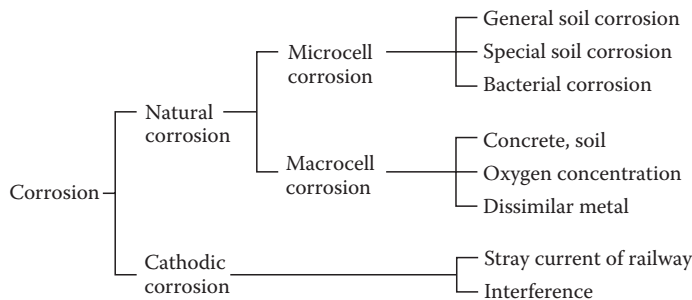 General soil corrosion
Microcell
corrosion
Special soil corrosion
Bacterial corrosion
Natural
corrosion
Concrete, soil
Macrocell
corrosion
Oxygen concentration
Dissimilar metal
Corrosion
Cathodic
corrosion
Stray current of railway
Interference